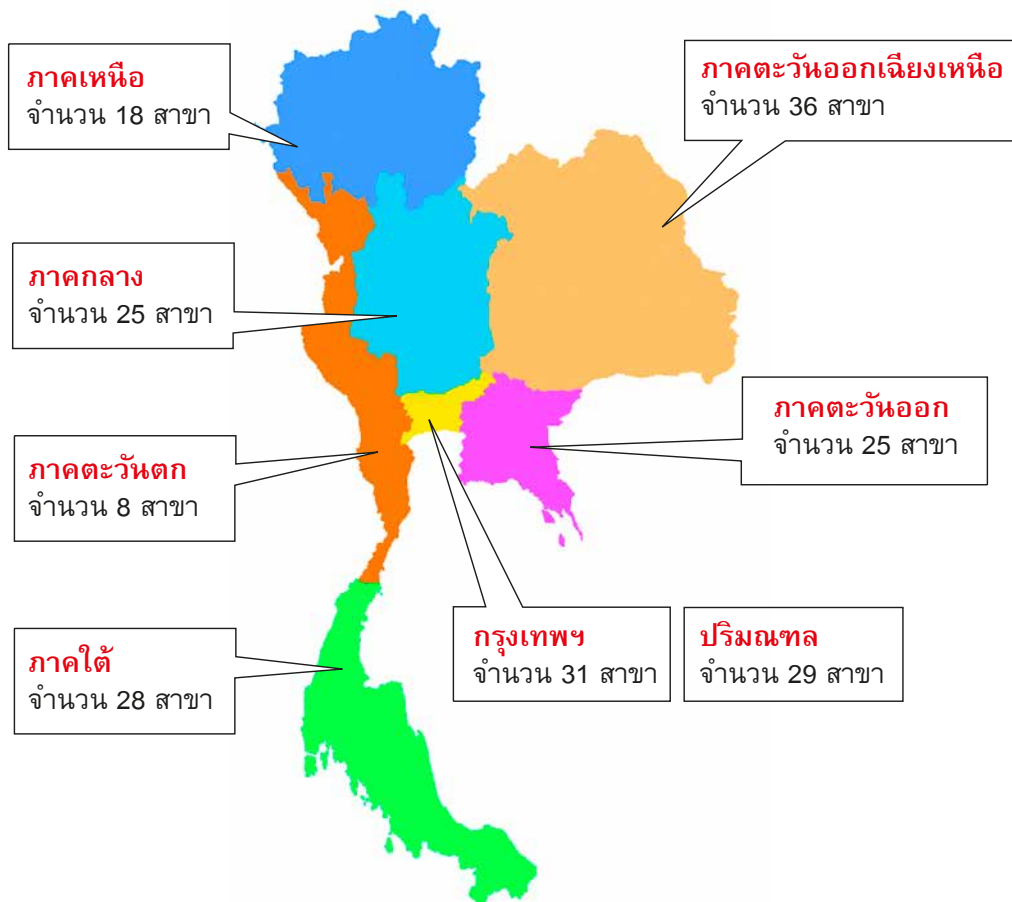 ภาคเหนือ
จำนวน 18 สาขา
ภาคตะวันออกเฉียงเหนือ
จำนวน 36 สาขา
ภาคกลาง
จำนวน 25 สาขา
ภาคตะวันออก
จำนวน 25 สาขา
ภาคตะวันตก
จำนวน 8 สาขา
กรุงเทพฯ
จำนวน 31 สาขา
ปริมณฑล
จำนวน 29 สาขา
ภาคใต้
จำนวน 28 สาขา